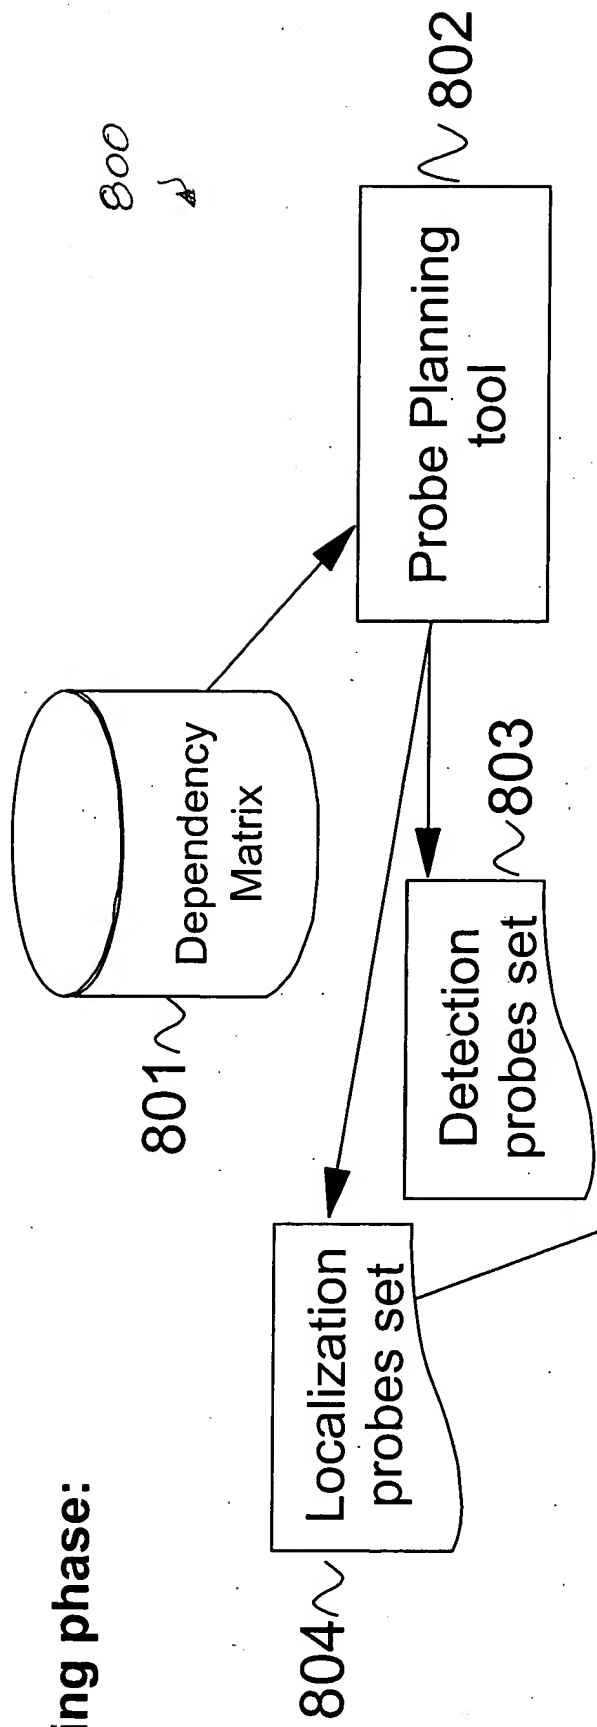 ing phase:
800
801
Dependency
Matrix
804
Localization
probes set
Detection
probes set
803
Probe Planning
tool
802